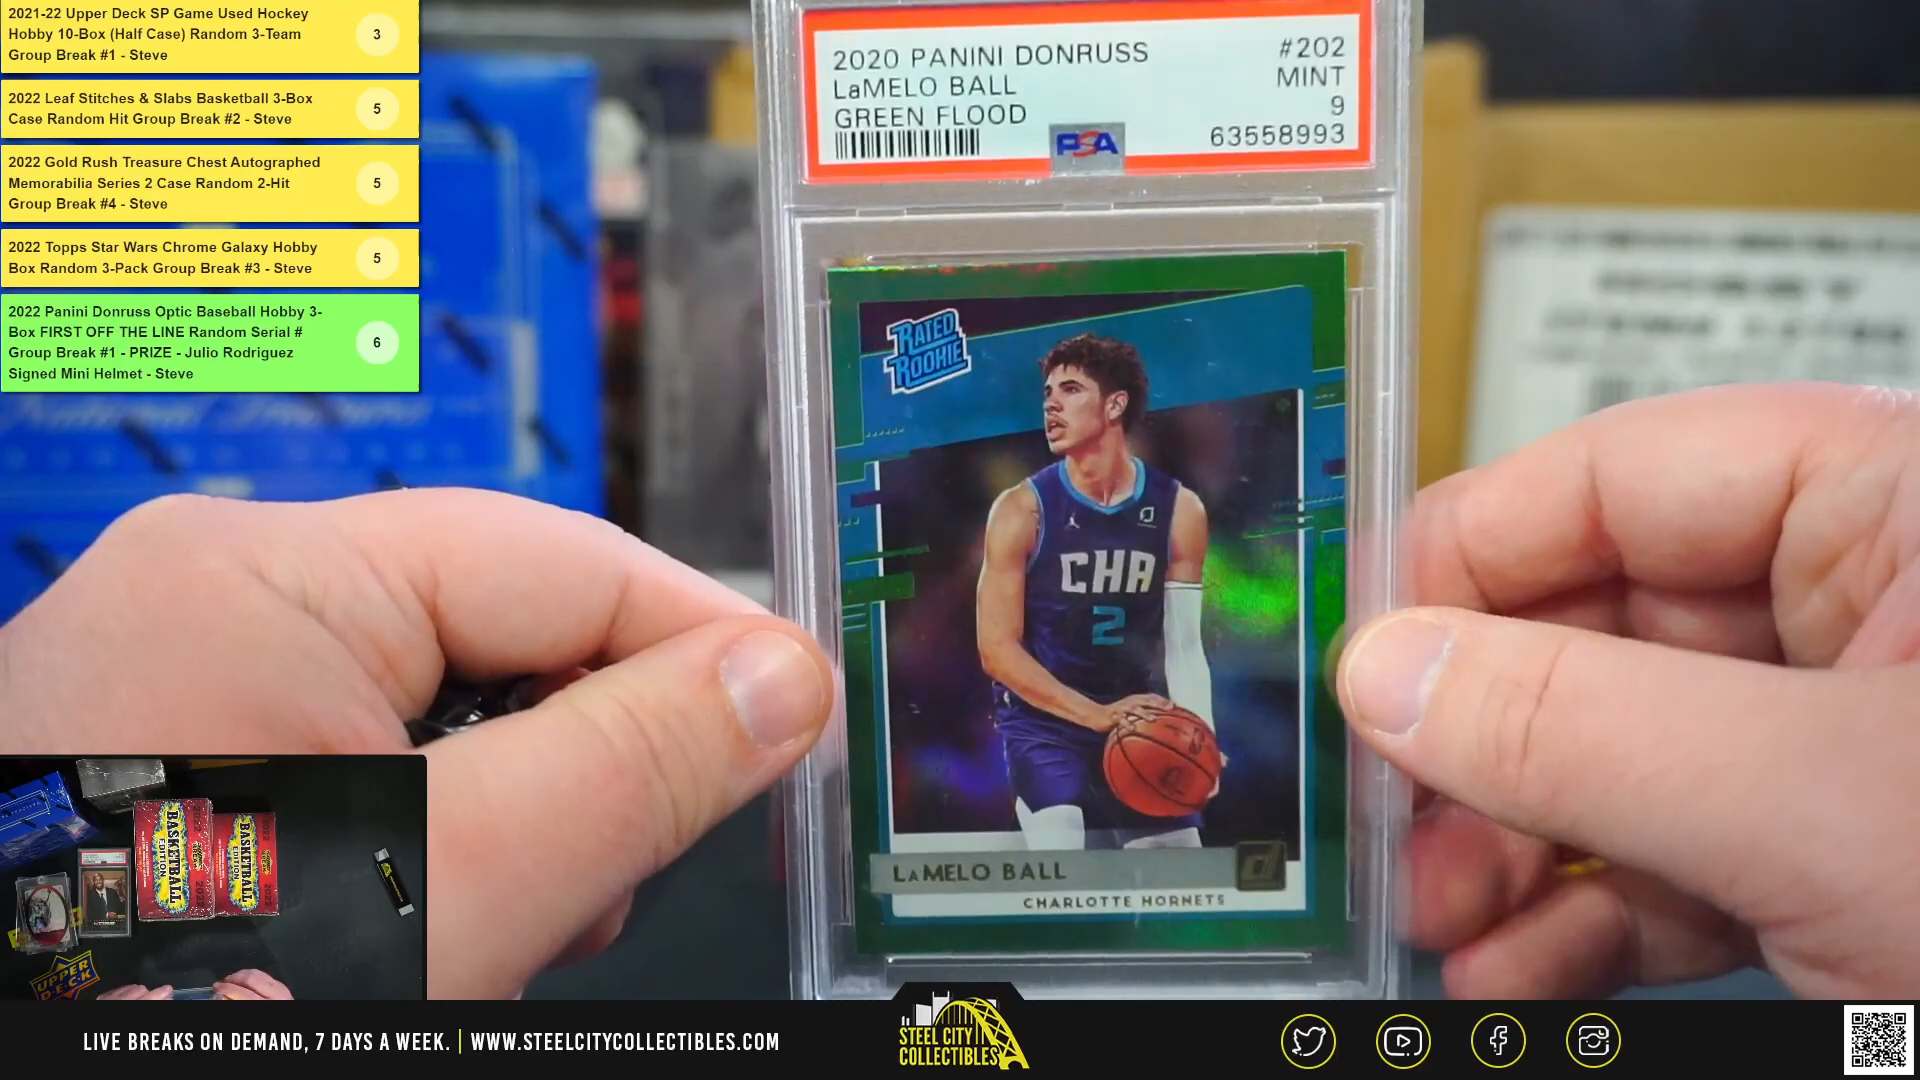 2021-22 Upper Deck SP Game Used Hockey
Hobby 10-Box (Half Case) Random 3-Team
Group Break #1 - Steve
3
2022 Leaf Stitches & Slabs Basketball 3-Box
Case Random Hit Group Break #2 - Steve
5
2022 Gold Rush Treasure Chest Autographed
Memorabilia Series 2 Case Random 2-Hit
Group Break #4 - Steve
5
2022 Topps Star Wars Chrome Galaxy Hobby
Box Random 3-Pack Group Break #3 - Steve
5
2022 Panini Donruss Optic Baseball Hobby 3-
Box FIRST OFF THE LINE Random Serial #
Group Break #1 - PRIZE - Julio Rodriguez
Signed Mini Helmet - Steve
6
2020 PANINI DONRUSS
LaMELO BALL
GREEN FLOOD
#202
MINT
9
63558993
PSA
RATED
ROOKIE
CHA
2
LaMELO BALL
CHARLOTTE HORNETS
BASKETBALL
EDITION
BASKETBALL
EDITION
UPPER
DECK
LIVE BREAKS ON DEMAND, 7 DAYS A WEEK. | WWW.STEELCITYCOLLECTIBLES.COM
STEEL CITY
COLLECTIBLES